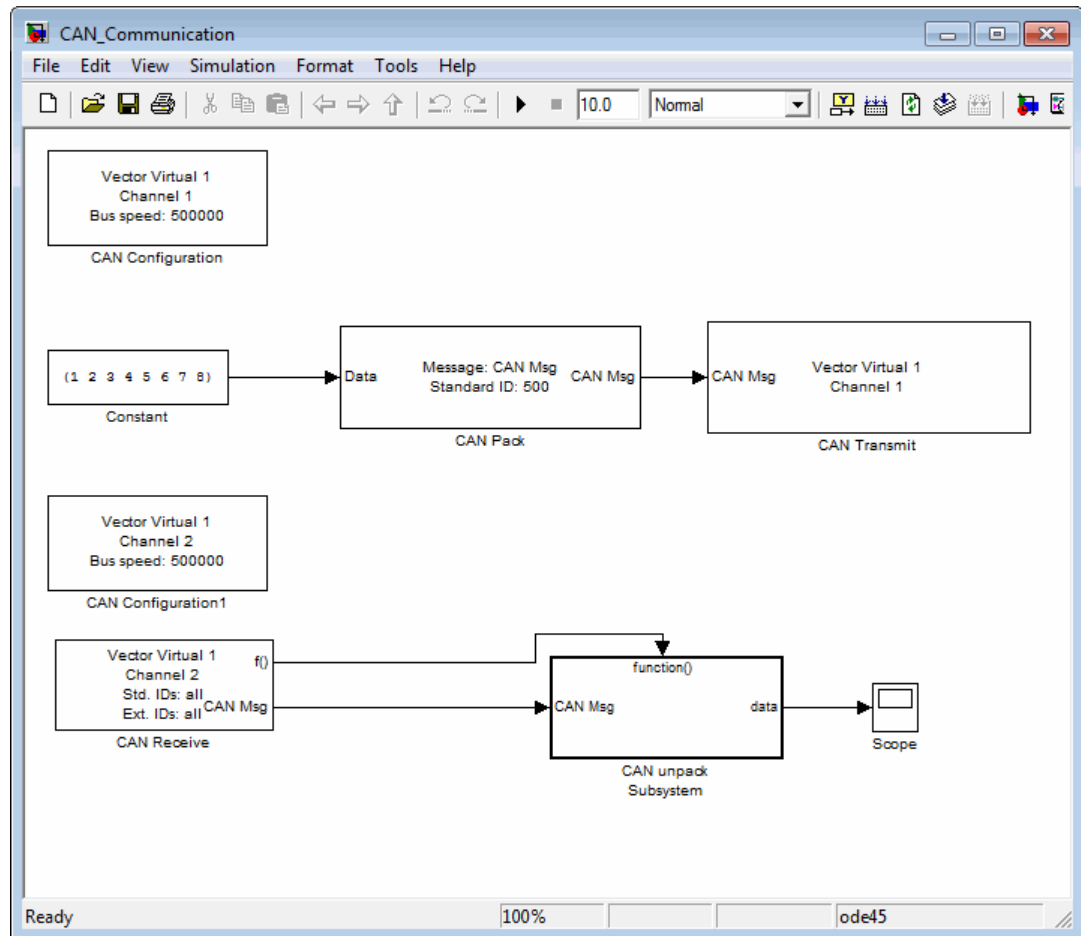 CAN_Communication
File Edit View Simulation Format Tools Help
10.0 Normal
Vector Virtual 1
Channel 1
Bus speed: 500000
CAN Configuration
(1 2 3 4 5 6 7 8)
Constant
Data
Message: CAN Msg
Standard ID: 500
CAN Msg
CAN Pack
CAN Msg
Vector Virtual 1
Channel 1
CAN Transmit
Vector Virtual 1
Channel 2
Bus speed: 500000
CAN Configuration1
Vector Virtual 1
Channel 2
Std. IDs: all
Ext. IDs: all
f()
CAN Msg
CAN Receive
function()
CAN Msg
data
CAN unpack
Subsystem
Scope
Ready 100% ode45